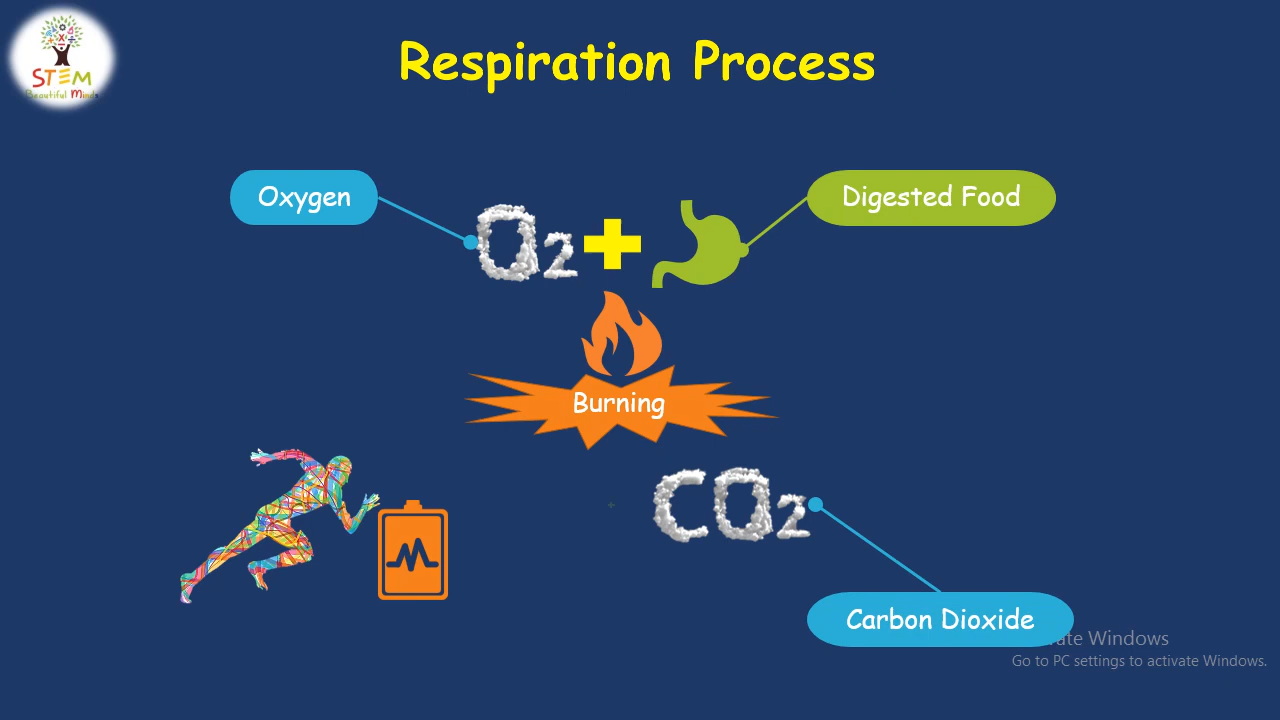 STEM
Beautiful Minds
Respiration Process
Oxygen
Digested Food
O2
Burning
CO2
Carbon Dioxide
Windows
Go to PC settings to activate Windows.